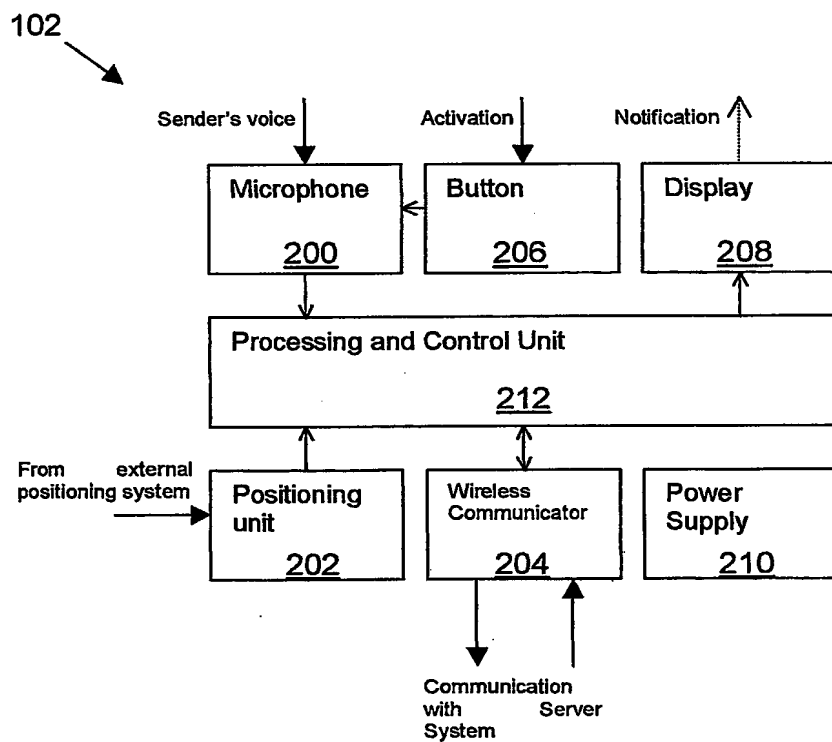 102
Sender's voice
Activation
Notification
Microphone
200
Button
206
Display
208
Processing and Control Unit
212
From external
positioning system
Positioning
unit
202
Wireless
Communicator
204
Power
Supply
210
Communication
with Server
System